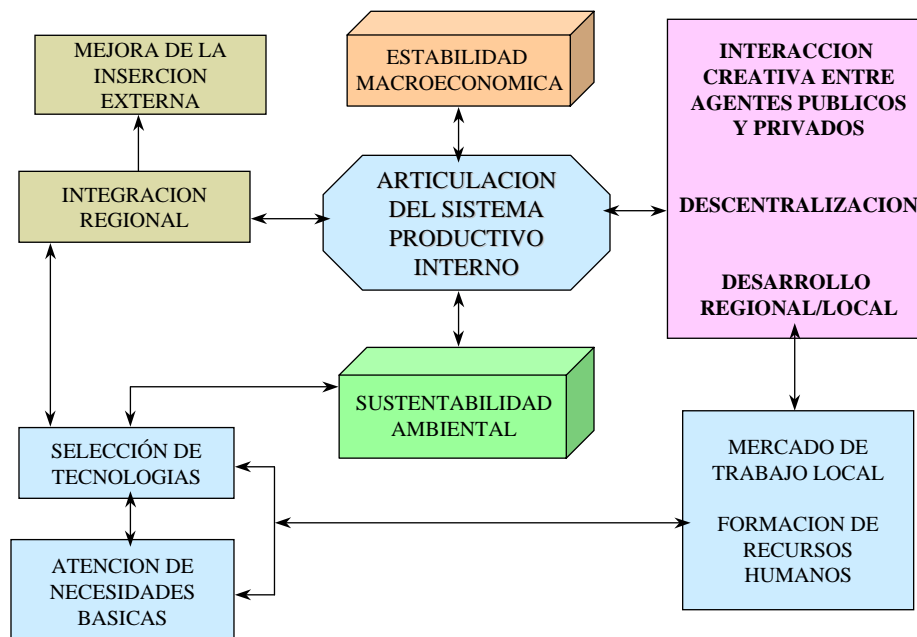 MEJORA DE LA
INSERCION
EXTERNA
ESTABILIDAD
MACROECONOMICA
INTERACCION
CREATIVA ENTRE
AGENTES PUBLICOS
Y PRIVADOS
DESCENTRALIZACION
DESARROLLO
REGIONAL/LOCAL
INTEGRACION
REGIONAL
ARTICULACION
DEL SISTEMA
PRODUCTIVO
INTERNO
SUSTENTABILIDAD
AMBIENTAL
SELECCIÓN DE
TECNOLOGIAS
ATENCION DE
NECESIDADES
BASICAS
MERCADO DE
TRABAJO LOCAL
FORMACION DE
RECURSOS
HUMANOS